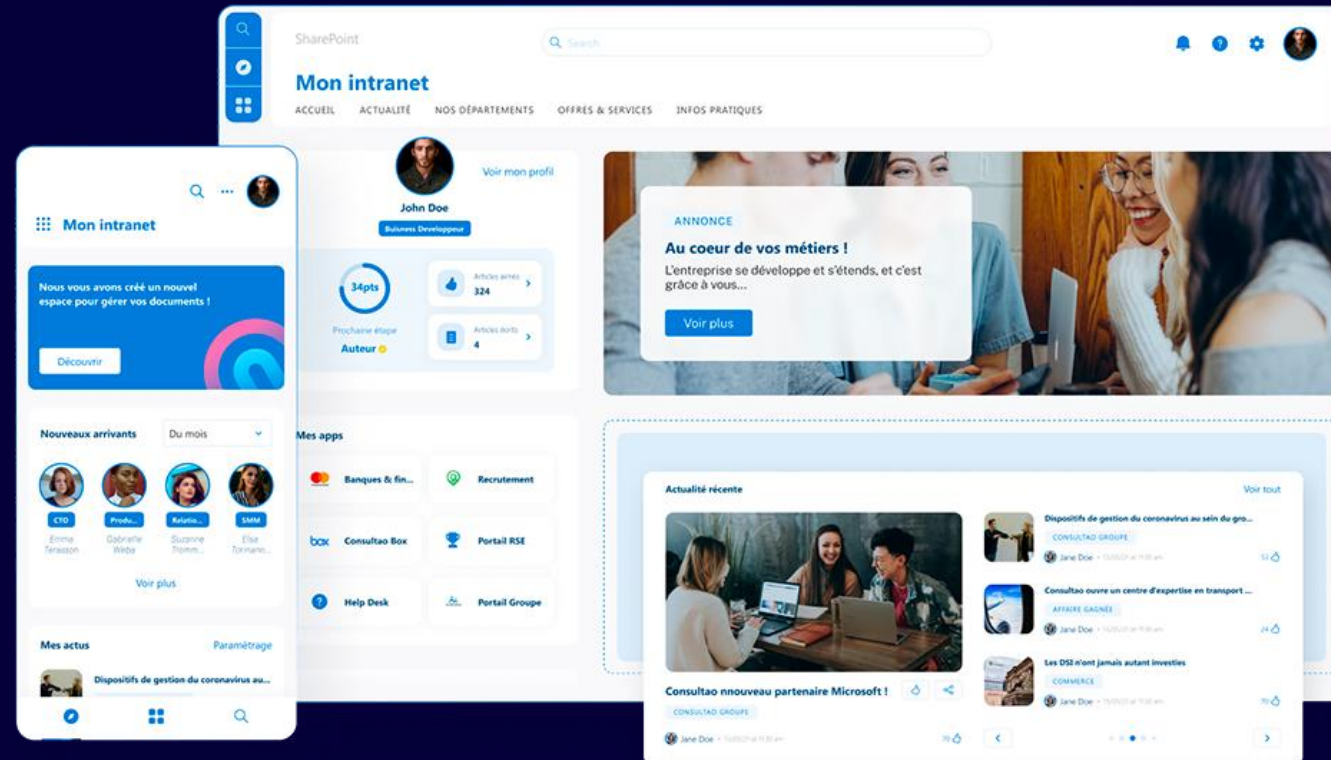 SharePoint
Search
Mon intranet
ACCUEIL ACTUALITÉ NOS DÉPARTEMENTS OFFRES & SERVICES INFOS PRATIQUES
Voir mon profil
John Doe
Buisness Developpeur
34pts
Prochaine étape
Auteur
Articles aimés
324
Articles écrits
4
ANNONCE
Au coeur de vos métiers !
L'entreprise se développe et s'étends, et c'est
grâce à vous...
Voir plus
Mes apps
Banques & fin...
Recrutement
box
Consultao Box
Portail RSE
Help Desk
Portail Groupe
Actualité récente
Voir tout
Consultao nnouveau partenaire Microsoft !
CONSULTAO GROUPE
Jane Doe
70
Dispositifs de gestion du coronavirus au sein du gro...
CONSULTAO GROUPE
Jane Doe
Consultao ouvre un centre d'expertise en transport ...
AFFAIRE GAGNÉE
Jane Doe
24
Les DSI n'ont jamais autant investies
COMMERCE
Jane Doe
70
Mon intranet
Nous vous avons créé un nouvel
espace pour gérer vos documents !
Découvrir
Nouveaux arrivants
Du mois
CTO
Produ...
Relatio...
SMM
Emma
Gabrielle
Weba
Suzanne
Elsa
Voir plus
Mes actus
Paramétrage
Dispositifs de gestion du coronavirus au...